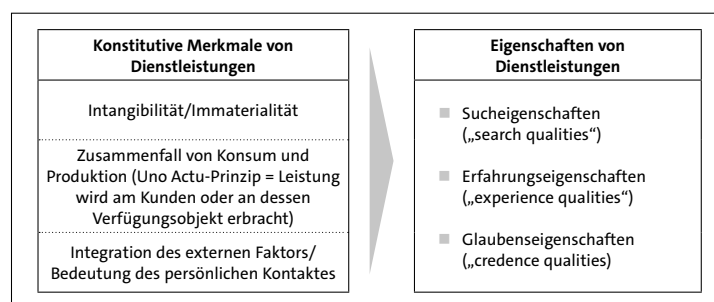 Konstitutive Merkmale von
Dienstleistungen
Intangibilität/Immaterialität
Zusammenfall von Konsum und
Produktion (Uno Actu-Prinzip = Leistung
wird am Kunden oder an dessen
Verfügungsobjekt erbracht)
Integration des externen Faktors/
Bedeutung des persönlichen Kontaktes
Eigenschaften von
Dienstleistungen
Sucheigenschaften
(„search qualities“)
Erfahrungseigenschaften
(„experience qualities“)
Glaubenseigenschaften
(„credence qualities)